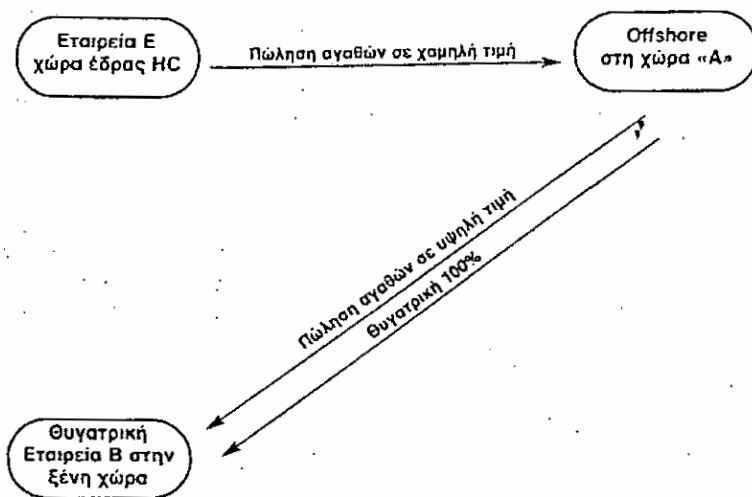 Εταιρεία Ε
χώρα έδρας HC
Πώληση αγαθών σε χαμηλή τιμή
Offshore
στη χώρα «Α»
Πώληση αγαθών σε υψηλή τιμή
Θυγατρική 100%
Θυγατρική
Εταιρεία Β στην
ξένη χώρα